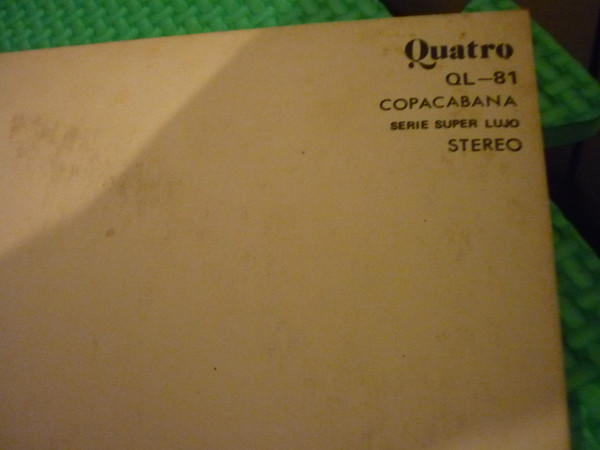 Quatro
QL-81
COPACABANA
SERIE SUPER LUJO
STEREO